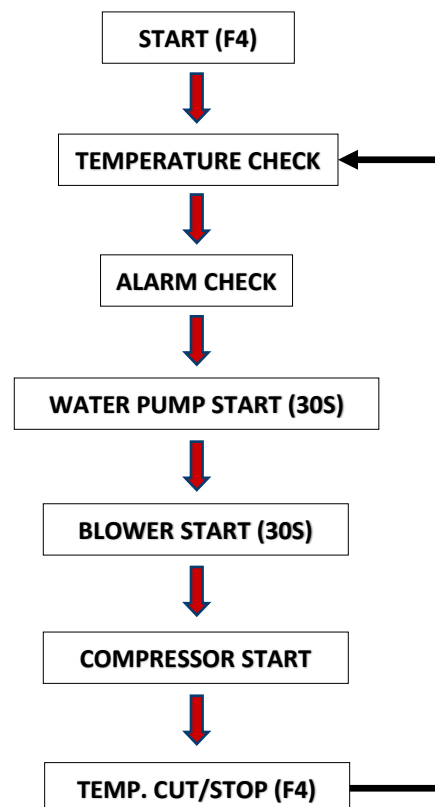 START (F4)
TEMPERATURE CHECK
ALARM CHECK
WATER PUMP START (30S)
BLOWER START (30S)
COMPRESSOR START
TEMP. CUT/STOP (F4)